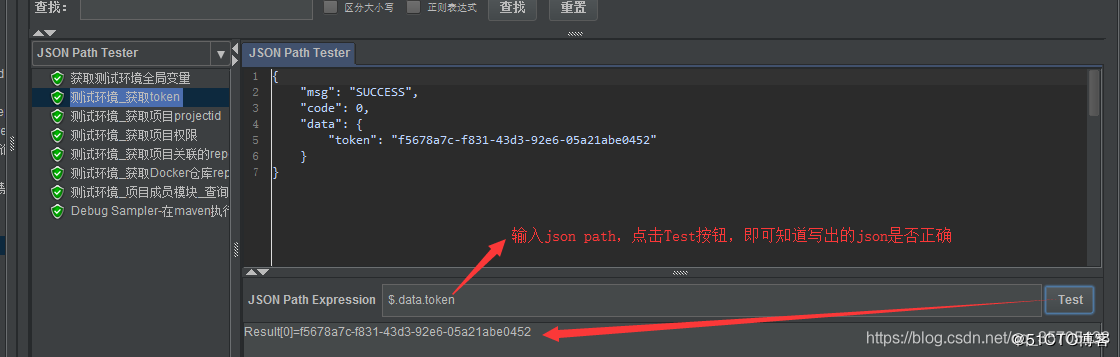 查找：
区分大小写
正则表达式
查找
重置
JSON Path Tester
获取测试环境全局变量
测试环境_获取token
测试环境_获取项目projectid
测试环境_获取项目权限
测试环境_获取项目关联的rep
测试环境_获取Docker仓库rep
测试环境_项目成员模块_查询
Debug Sampler-在maven执行
JSON Path Tester
1 {
2 "msg": "SUCCESS",
3 "code": 0,
4 "data": {
5 "token": "f5678a7c-f831-43d3-92e6-05a21abe0452"
6 }
7 }
输入json path，点击Test按钮，即可知道写出的json是否正确
JSON Path Expression
$.data.token
Test
Result[0]=f5678a7c-f831-43d3-92e6-05a21abe0452
https://blog.csdn.net/
@51CTO博客